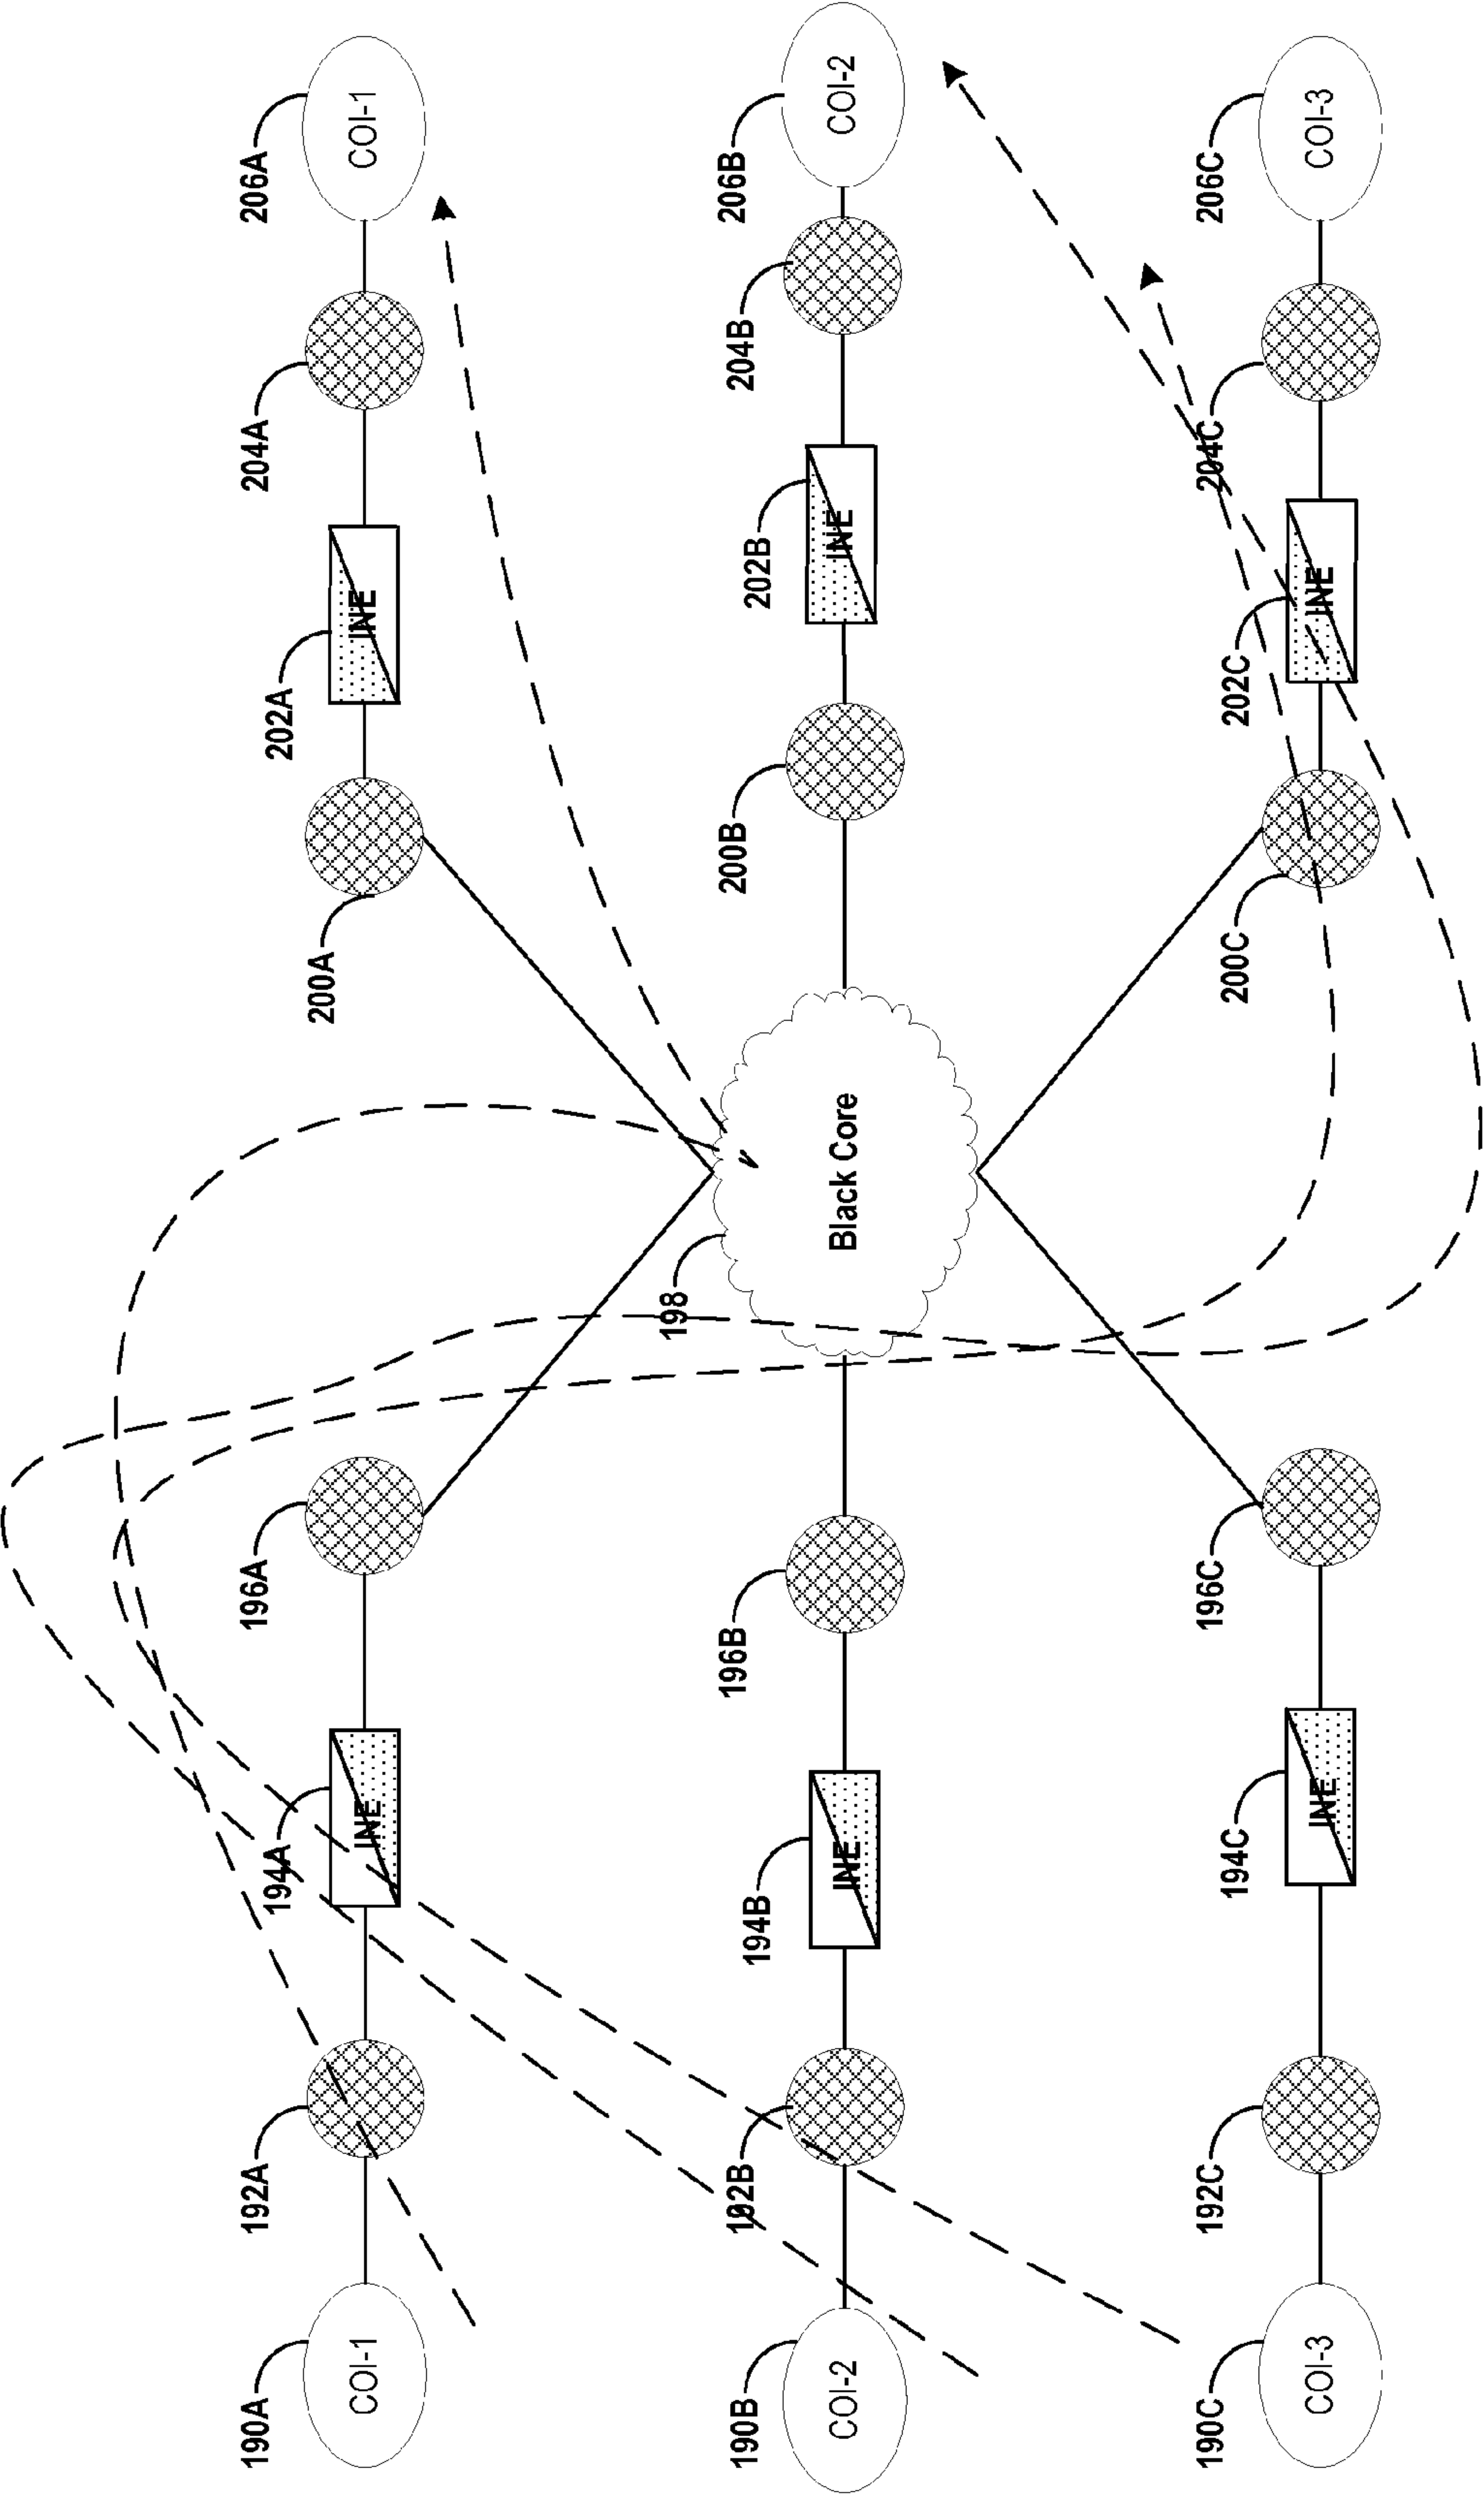 190A
COI-1
192A
194A
INE
196A
200A
202A
INE
204A
206A
COI-1
190B
COI-2
192B
194B
INE
196B
198
Black Core
200B
202B
INE
204B
206B
COI-2
190C
COI-3
192C
194C
INE
196C
200C
202C
INE
204C
206C
COI-3